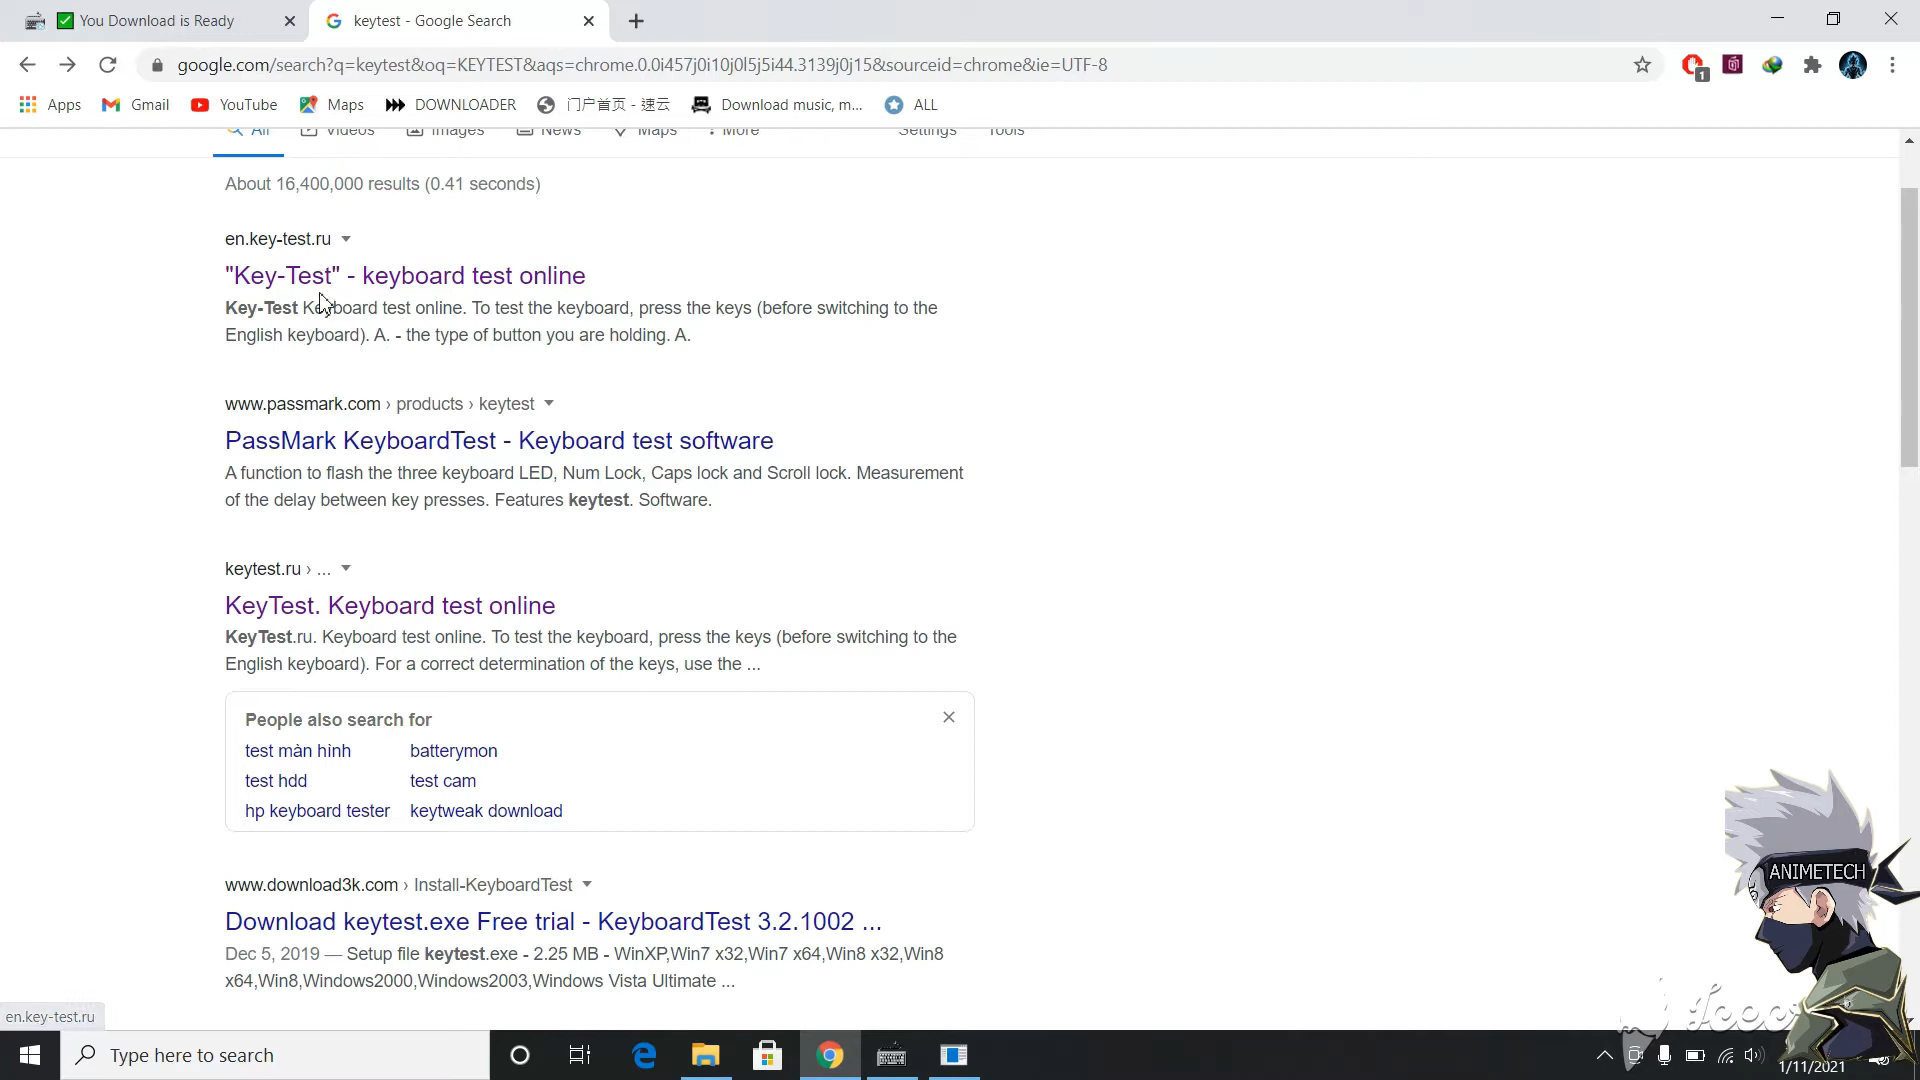 You Download is Ready
keytest - Google Search
google.com/search?q=keytest&oq=KEYTEST&aqs=chrome.0.0i457j0i10j0l5j5i44.3139j0j15&sourceid=chrome&ie=UTF-8
1
Apps Gmail YouTube Maps DOWNLOADER 门户首页 - 速云 Download music, m... ALL
All Videos Images News Maps More Settings Tools
About 16,400,000 results (0.41 seconds)
en.key-test.ru
"Key-Test" - keyboard test online
Key-Test Keyboard test online. To test the keyboard, press the keys (before switching to the
English keyboard). A. - the type of button you are holding. A.
www.passmark.com › products › keytest
PassMark KeyboardTest - Keyboard test software
A function to flash the three keyboard LED, Num Lock, Caps lock and Scroll lock. Measurement
of the delay between key presses. Features keytest. Software.
keytest.ru › ...
KeyTest. Keyboard test online
KeyTest.ru. Keyboard test online. To test the keyboard, press the keys (before switching to the
English keyboard). For a correct determination of the keys, use the ...
People also search for
test màn hình batterymon
test hdd test cam
hp keyboard tester keytweak download
www.download3k.com › Install-KeyboardTest
Download keytest.exe Free trial - KeyboardTest 3.2.1002 ...
Dec 5, 2019 — Setup file keytest.exe - 2.25 MB - WinXP,Win7 x32,Win7 x64,Win8 x32,Win8
x64,Win8,Windows2000,Windows2003,Windows Vista Ultimate ...
ANIMETECH
en.key-test.ru
Type here to search
1/11/2021